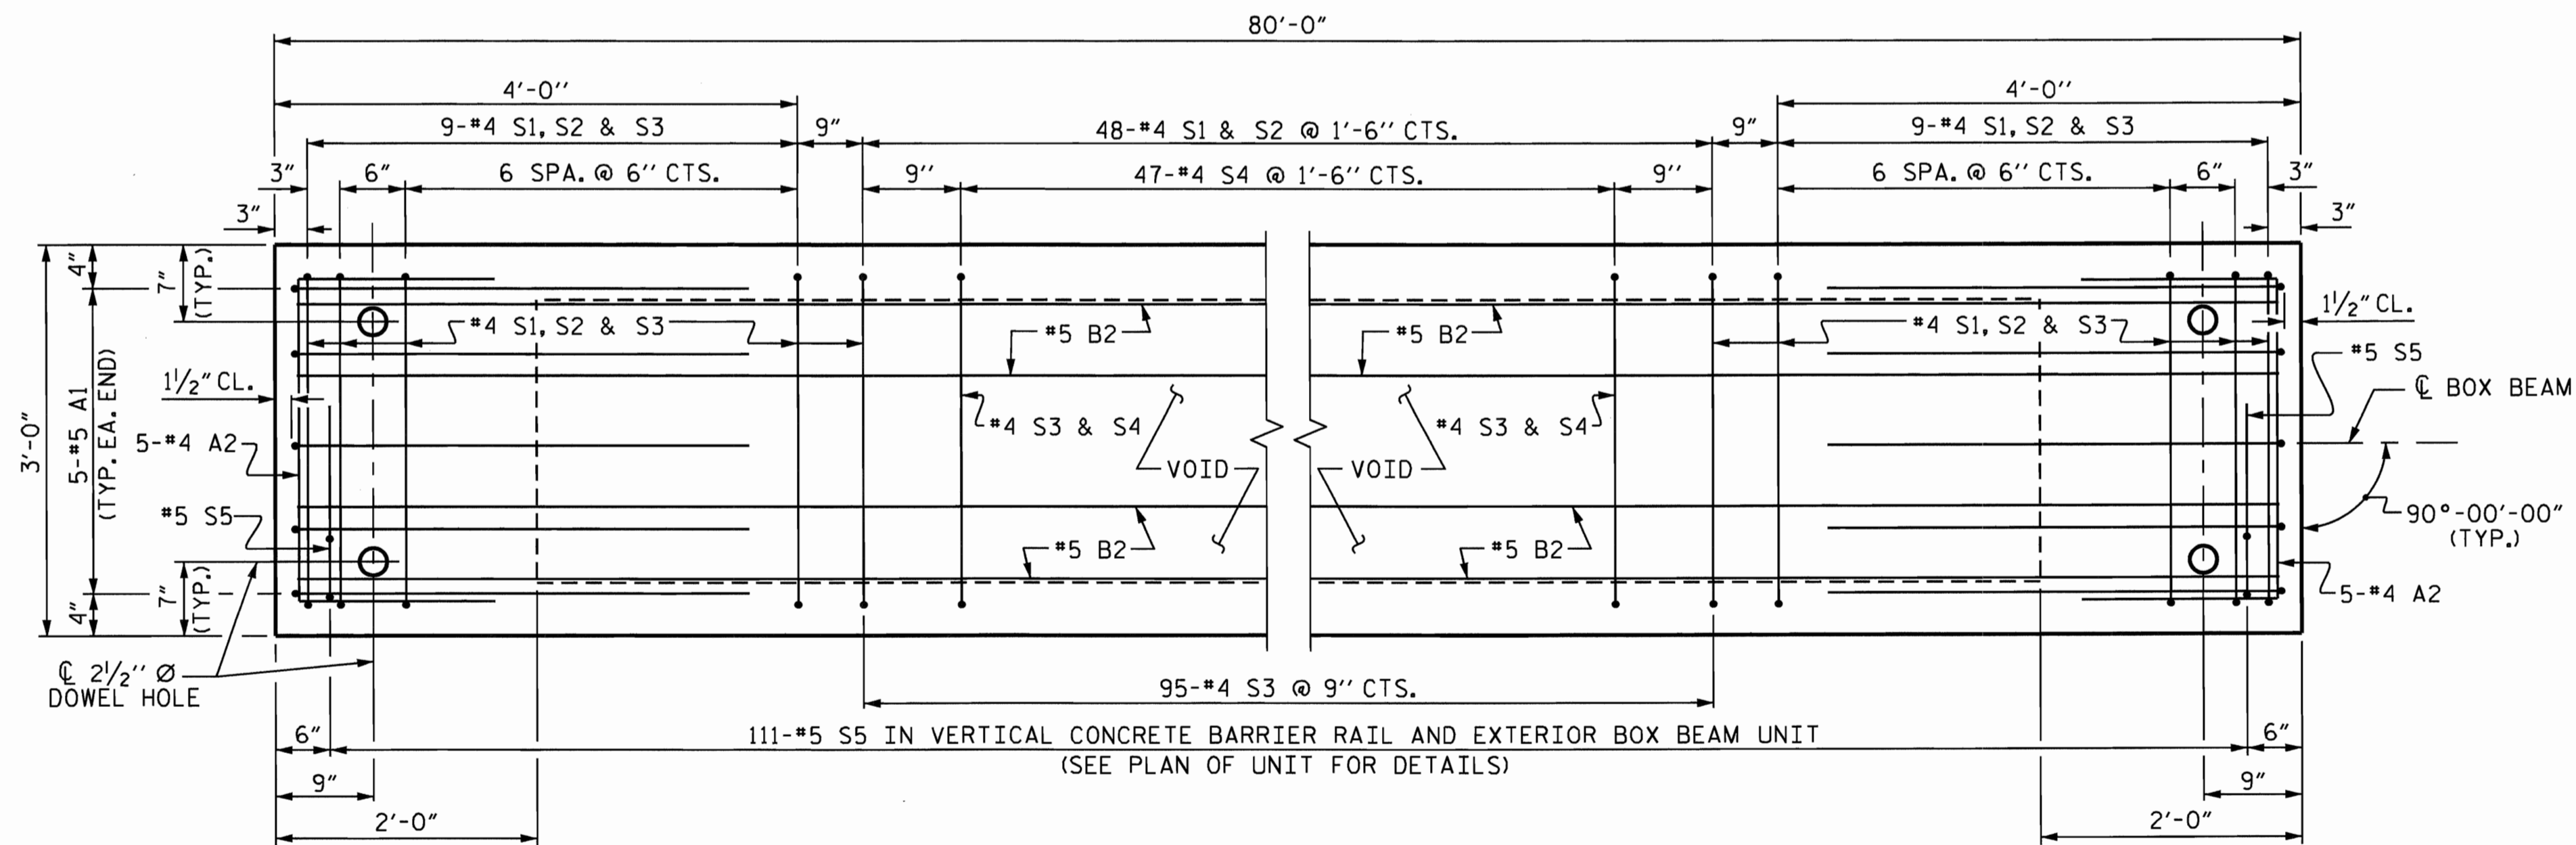 80'-0"
4'-0"
4'-0"
9-#4 S1, S2 & S3
9"
48-#4 S1 & S2 @ 1'-6" CTS.
9"
9-#4 S1, S2 & S3
3"
6"
6 SPA. @ 6" CTS.
9"
47-#4 S4 @ 1'-6" CTS.
9"
6 SPA. @ 6" CTS.
6"
3"
3"
3"
4"
7"
(TYP.)
#4 S1, S2 & S3
#5 B2
#5 B2
#4 S1, S2 & S3
1½" CL.
#5 S5
℄ BOX BEAM
1½" CL.
3'-0"
5-#5 A1
(TYP. EA. END)
5-#4 A2
#4 S3 & S4
#4 S3 & S4
VOID
VOID
#5 S5
#5 B2
#5 B2
90°-00'-00"
(TYP.)
4"
7"
(TYP.)
5-#4 A2
℄ 2½" Ø
DOWEL HOLE
95-#4 S3 @ 9" CTS.
6"
111-#5 S5 IN VERTICAL CONCRETE BARRIER RAIL AND EXTERIOR BOX BEAM UNIT
(SEE PLAN OF UNIT FOR DETAILS)
6"
9"
9"
2'-0"
2'-0"